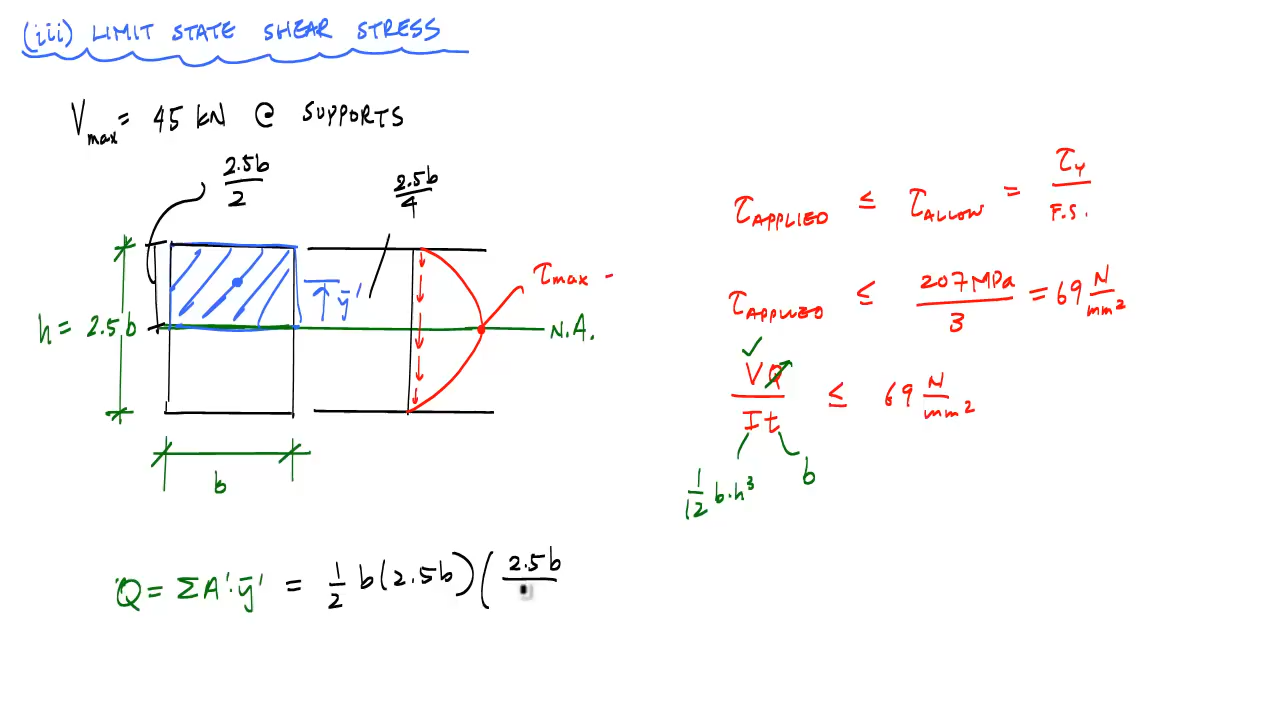 (iii) LIMIT STATE SHEAR STRESS
Vmax = 45 kN @ SUPPORTS
2.5b/2
2.5b/4
ȳ'
τmax
h = 2.5b
N.A.
b
Q = ΣA'·ȳ' = 1/2 b(2.5b)(2.5b/
τAPPLIED ≤ τALLOW = τY/F.S.
τAPPLIED ≤ 207 MPa/3 = 69 N/mm²
VQ/It ≤ 69 N/mm²
1/12 b·h³
b